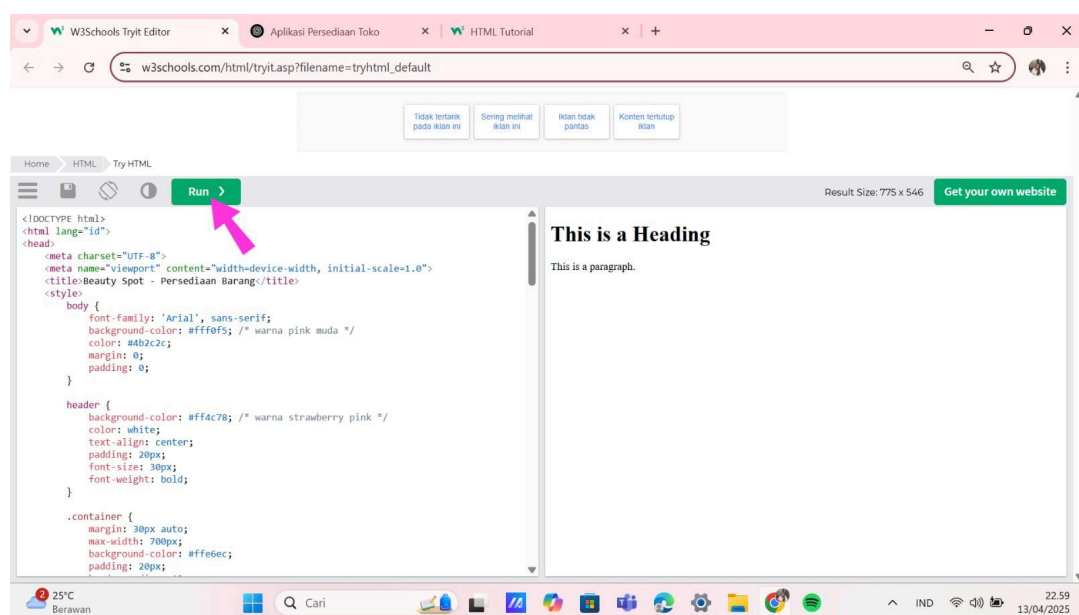 W3Schools Tryit Editor
Aplikasi Persediaan Toko
HTML Tutorial
w3schools.com/html/tryit.asp?filename=tryhtml_default
Tidak tertarik pada iklan ini
Sering melihat iklan ini
Iklan tidak pantas
Konten tertutup iklan
Home
HTML
Try HTML
Run ❯
Result Size: 775 x 546
Get your own website
<!DOCTYPE html>
<html lang="id">
<head>
    <meta charset="UTF-8">
    <meta name="viewport" content="width=device-width, initial-scale=1.0">
    <title>Beauty Spot - Persediaan Barang</title>
    <style>
        body {
            font-family: 'Arial', sans-serif;
            background-color: #fff0f5; /* warna pink muda */
            color: #4b2c2c;
            margin: 0;
            padding: 0;
        }
        header {
            background-color: #ff4c78; /* warna strawberry pink */
            color: white;
            text-align: center;
            padding: 20px;
            font-size: 30px;
            font-weight: bold;
        }
        .container {
            margin: 30px auto;
            max-width: 700px;
            background-color: #ffe6ec;
            padding: 20px;
This is a Heading
This is a paragraph.
2
25°C
Berawan
Cari
IND
22.59
13/04/2025